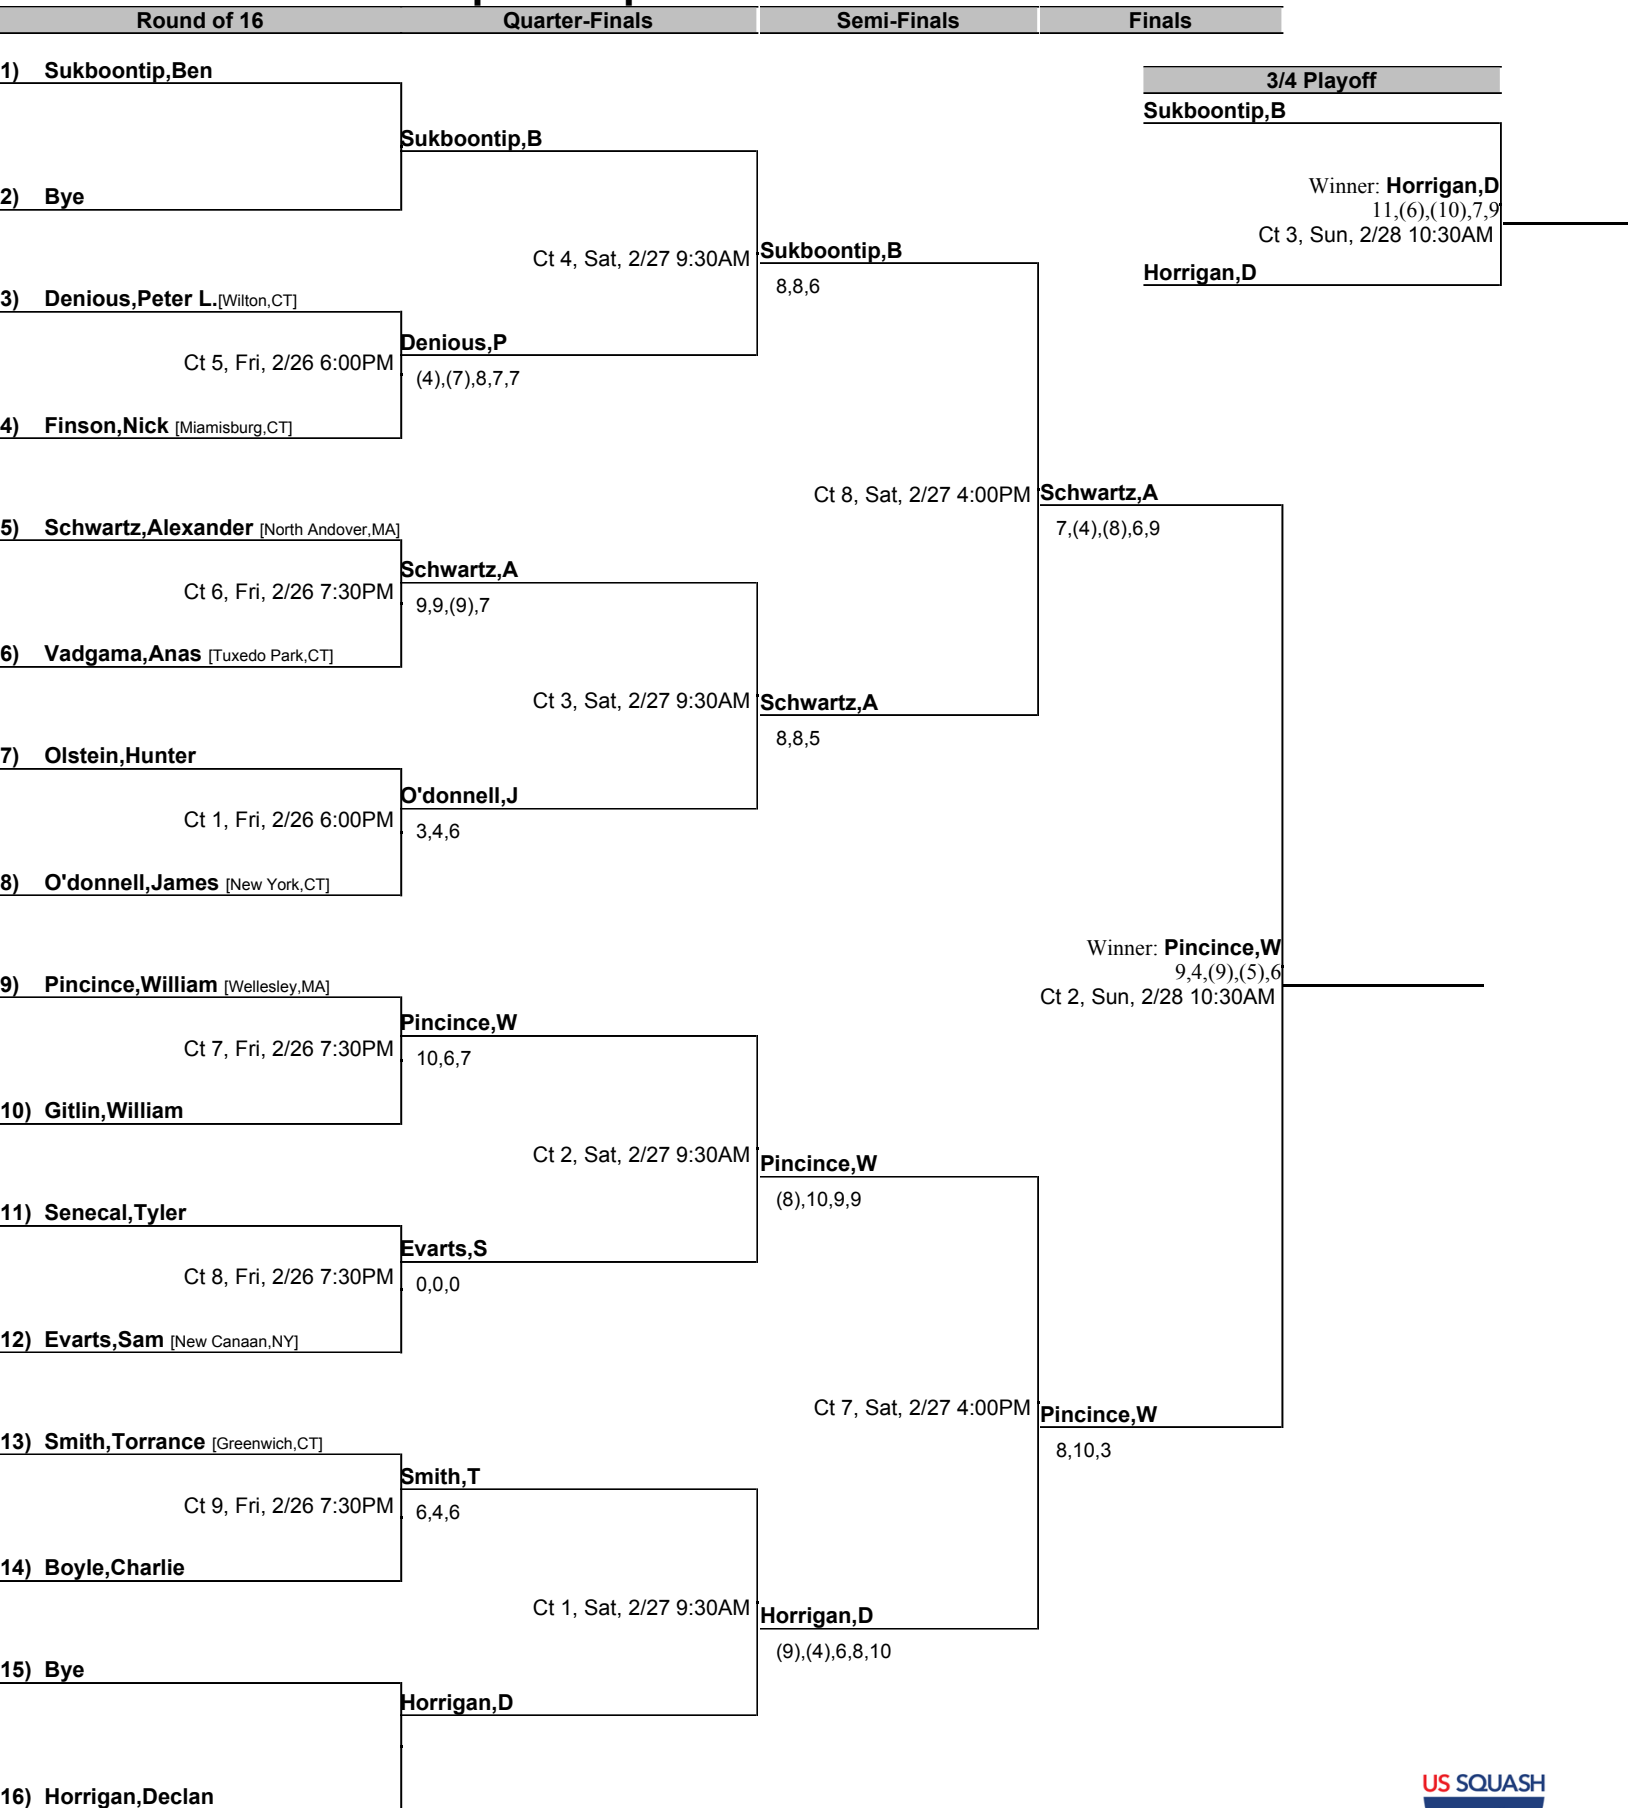 Round of 16 Quarter-Finals Semi-Finals Finals
1) Sukboontip,Ben
3/4 Playoff
Sukboontip,B
Sukboontip,B
Winner: Horrigan,D
2) Bye
11,(6),(10),7,9
Ct 3, Sun, 2/28 10:30AM
Ct 4, Sat, 2/27 9:30AM
Sukboontip,B
Horrigan,D
8,8,6
3) Denious,Peter L.[Wilton,CT]
Denious,P
Ct 5, Fri, 2/26 6:00PM
(4),(7),8,7,7
4) Finson,Nick [Miamisburg,CT]
Ct 8, Sat, 2/27 4:00PM
Schwartz,A
7,(4),(8),6,9
5) Schwartz,Alexander [North Andover,MA]
Schwartz,A
Ct 6, Fri, 2/26 7:30PM
9,9,(9),7
6) Vadgama,Anas [Tuxedo Park,CT]
Ct 3, Sat, 2/27 9:30AM
Schwartz,A
8,8,5
7) Olstein,Hunter
O'donnell,J
Ct 1, Fri, 2/26 6:00PM
3,4,6
8) O'donnell,James [New York,CT]
Winner: Pincince,W
9,4,(9),(5),6
Ct 2, Sun, 2/28 10:30AM
9) Pincince,William [Wellesley,MA]
Pincince,W
Ct 7, Fri, 2/26 7:30PM
10,6,7
10) Gitlin,William
Ct 2, Sat, 2/27 9:30AM
Pincince,W
(8),10,9,9
11) Senecal,Tyler
Evarts,S
Ct 8, Fri, 2/26 7:30PM
0,0,0
12) Evarts,Sam [New Canaan,NY]
Ct 7, Sat, 2/27 4:00PM
Pincince,W
8,10,3
13) Smith,Torrance [Greenwich,CT]
Smith,T
Ct 9, Fri, 2/26 7:30PM
6,4,6
14) Boyle,Charlie
Ct 1, Sat, 2/27 9:30AM
Horrigan,D
(9),(4),6,8,10
15) Bye
Horrigan,D
16) Horrigan,Declan
US SQUASH